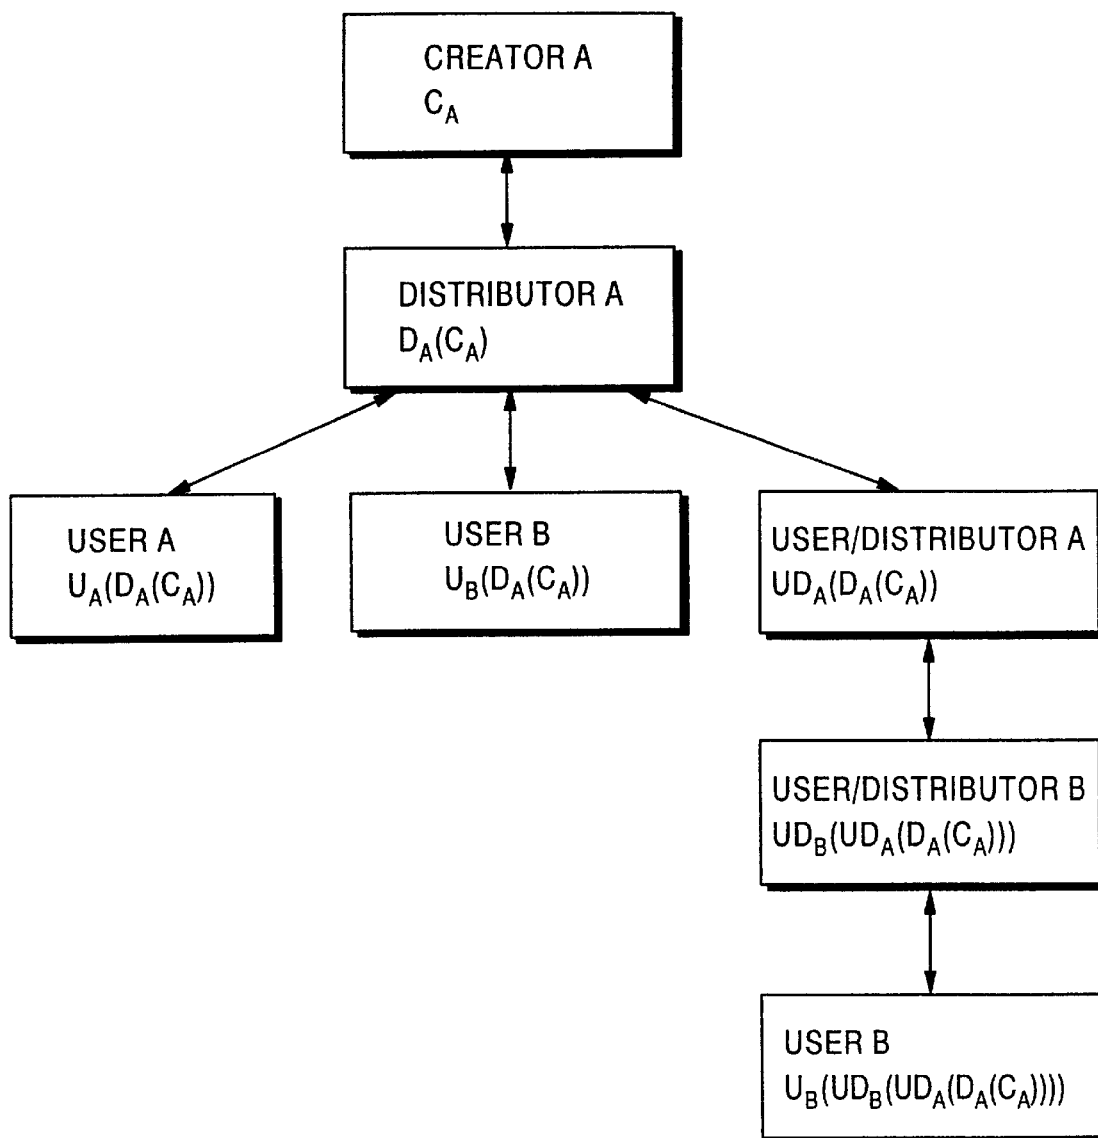 CREATOR A
C_A
DISTRIBUTOR A
D_A(C_A)
USER A
U_A(D_A(C_A))
USER B
U_B(D_A(C_A))
USER/DISTRIBUTOR A
UD_A(D_A(C_A))
USER/DISTRIBUTOR B
UD_B(UD_A(D_A(C_A)))
USER B
U_B(UD_B(UD_A(D_A(C_A))))